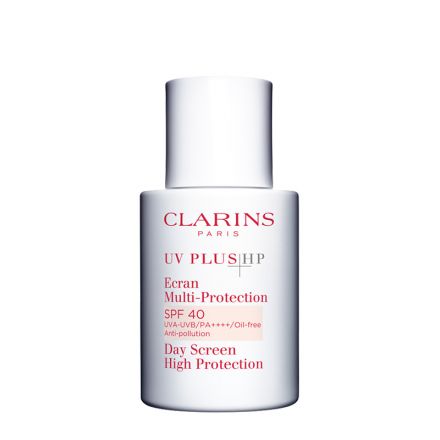 CLARINS
PARIS
UV PLUS HP
Ecran
Multi-Protection
SPF 40
UVA-UVB/PA++++/Oil-free
Anti-pollution
Day Screen
High Protection